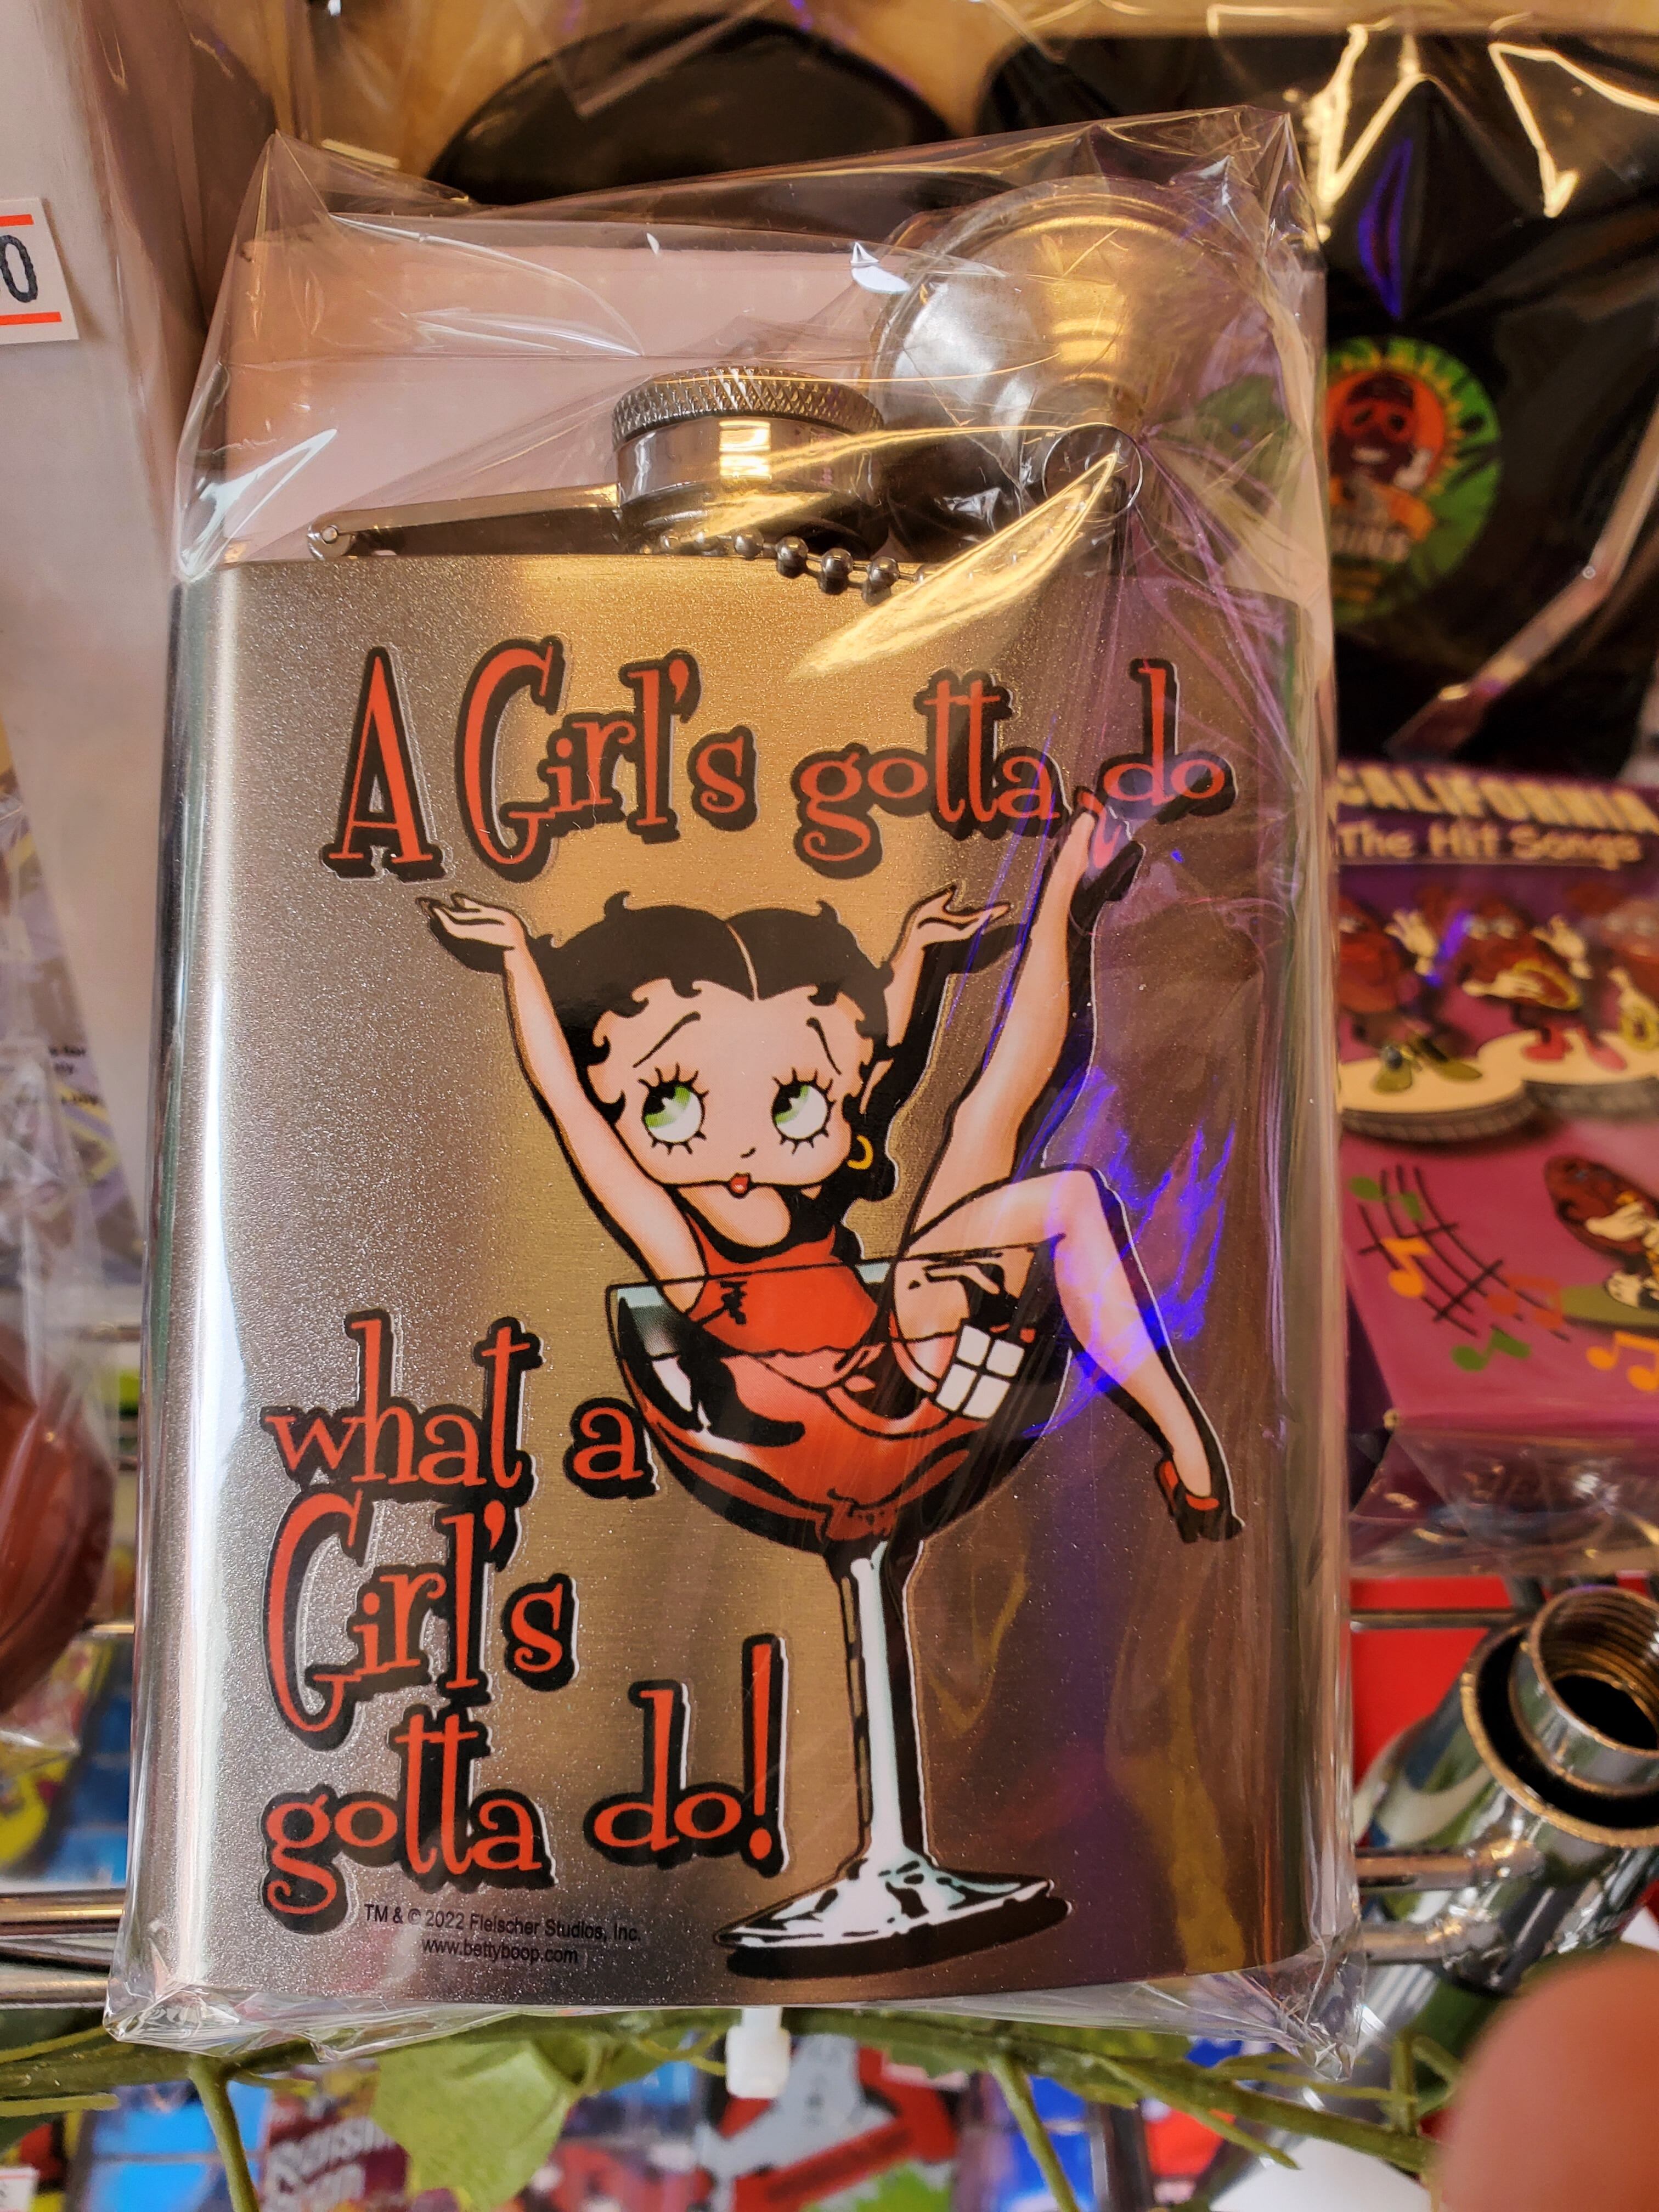 A Girl's gotta do
what a
Girl's
gotta do!
TM & © 2022 Fleischer Studios, Inc.
www.bettyboop.com
CALIFORNIA
The Hit Songs
0